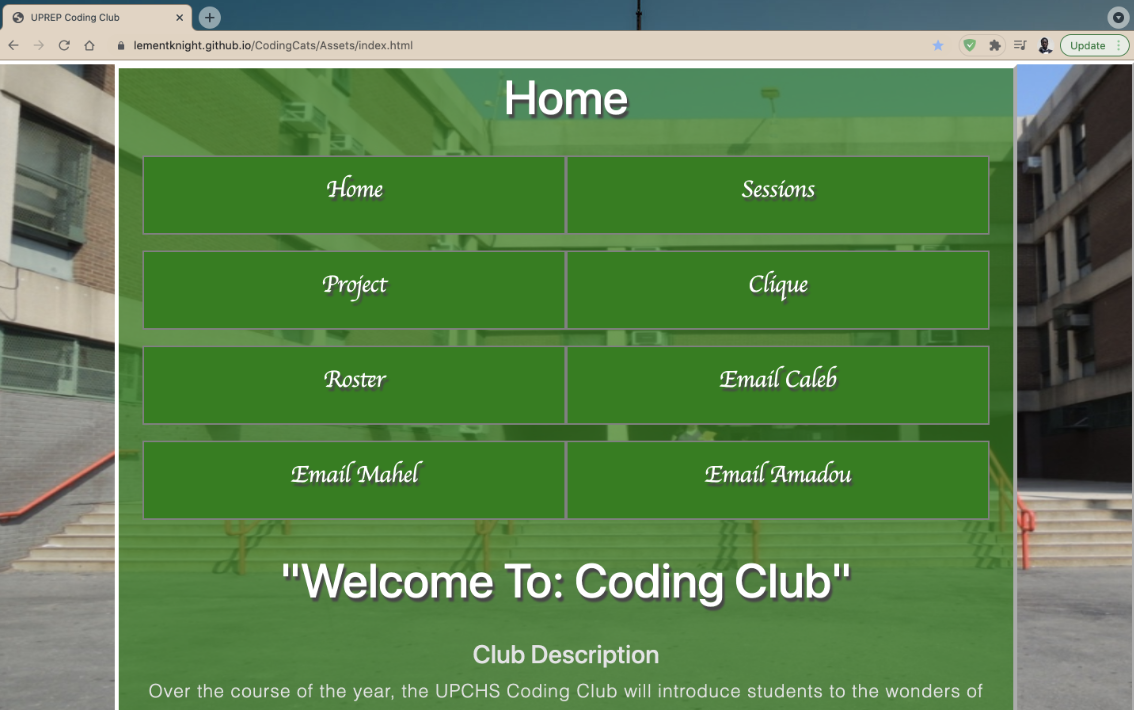 UPREP Coding Club
lementknight.github.io/CodingCats/Assets/index.html
Update
Home
Home
Sessions
Project
Clique
Roster
Email Caleb
Email Mahel
Email Amadou
"Welcome To: Coding Club"
Club Description
Over the course of the year, the UPCHS Coding Club will introduce students to the wonders of